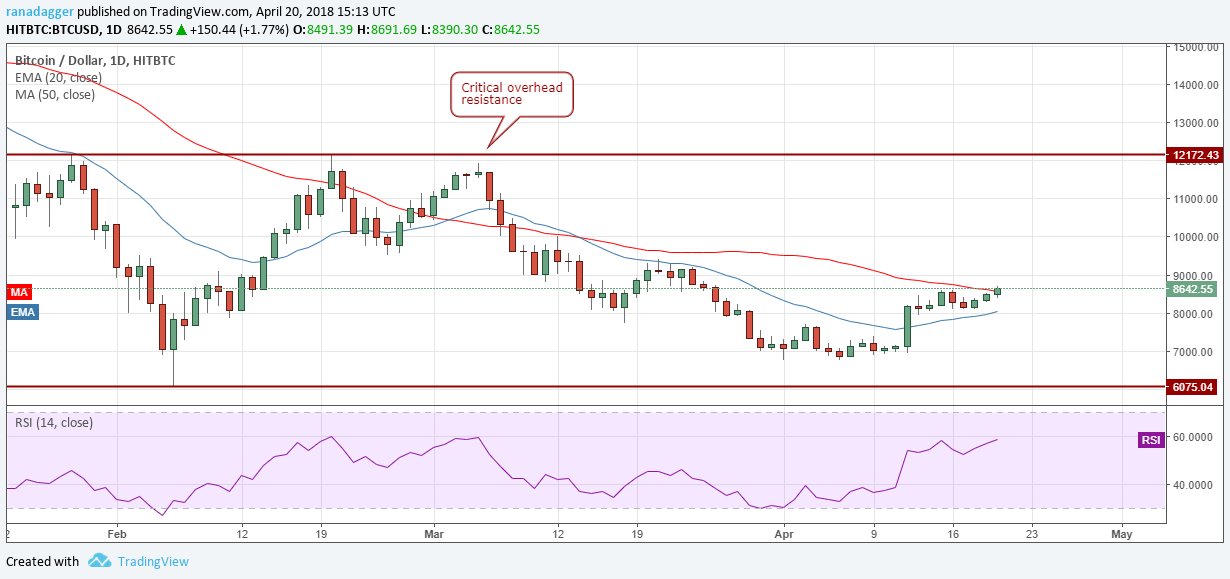 ranadagger published on TradingView.com, April 20, 2018 15:13 UTC
HITBTC:BTCUSD, 1D 8642.55 ▲ +150.44 (+1.77%) O:8491.39 H:8691.69 L:8390.30 C:8642.55
Bitcoin / Dollar, 1D, HITBTC
EMA (20, close)
MA (50, close)
Critical overhead
resistance
15000.00
14000.00
13000.00
12172.43
11000.00
10000.00
9000.00
8642.55
8000.00
7000.00
6075.04
MA
EMA
RSI (14, close)
RSI
60.0000
40.0000
2
Feb
12
19
Mar
12
19
Apr
9
16
23
May
Created with TradingView